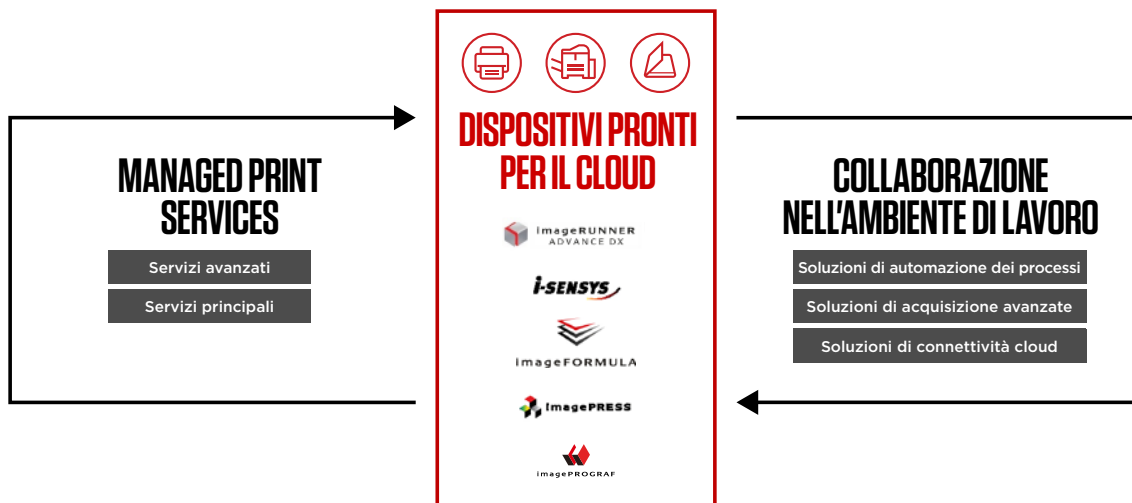 MANAGED PRINT
SERVICES
Servizi avanzati
Servizi principali
DISPOSITIVI PRONTI
PER IL CLOUD
imageRUNNER
ADVANCE DX
i-SENSYS
imageFORMULA
imagePRESS
imagePROGRAF
COLLABORAZIONE
NELL'AMBIENTE DI LAVORO
Soluzioni di automazione dei processi
Soluzioni di acquisizione avanzate
Soluzioni di connettività cloud